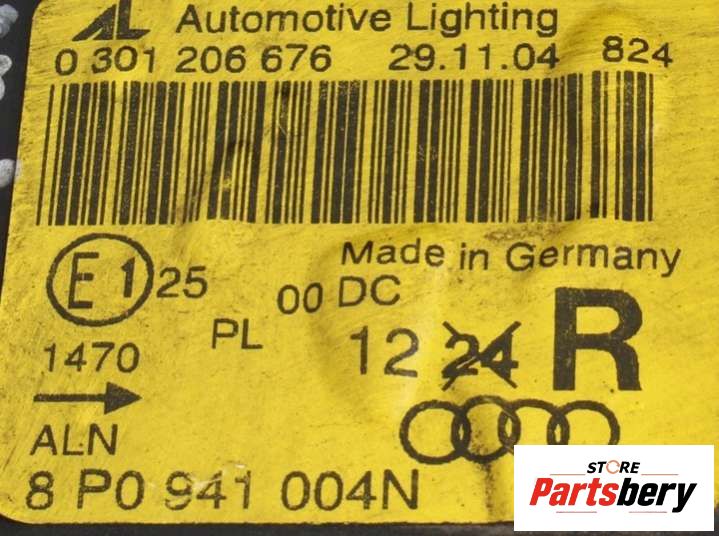 AL Automotive Lighting
0 301 206 676 29.11.04 824
Made in Germany
E1 25 00 DC
PL 12 24 R
1470
ALN
8 P0 941 004N
STORE
Partsbery